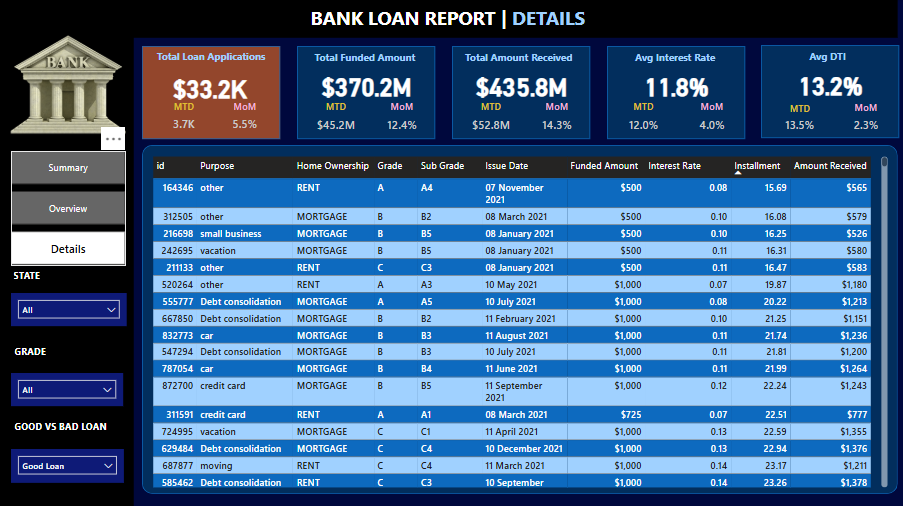 BANK LOAN REPORT | DETAILS
BANK
Total Loan Applications
$33.2K
MTD MoM
3.7K 5.5%
Total Funded Amount
$370.2M
MTD MoM
$45.2M 12.4%
Total Amount Received
$435.8M
MTD MoM
$52.8M 14.3%
Avg Interest Rate
11.8%
MTD MoM
12.0% 4.0%
Avg DTI
13.2%
MTD MoM
13.5% 2.3%
Summary
Overview
Details
STATE
All
GRADE
All
GOOD VS BAD LOAN
Good Loan
id Purpose Home Ownership Grade Sub Grade Issue Date Funded Amount Interest Rate Installment Amount Received
164346 other RENT A A4 07 November $500 0.08 15.69 $565
2021
312505 other MORTGAGE B B2 08 March 2021 $500 0.10 16.08 $579
216698 small business MORTGAGE B B5 08 January 2021 $500 0.10 16.25 $526
242695 vacation MORTGAGE B B5 08 January 2021 $500 0.11 16.31 $580
211133 other RENT C C3 08 January 2021 $500 0.11 16.47 $583
520264 other RENT A A3 10 May 2021 $1,000 0.07 19.87 $1,180
555777 Debt consolidation MORTGAGE A A5 10 July 2021 $1,000 0.08 20.22 $1,213
667850 Debt consolidation MORTGAGE B B2 11 February 2021 $1,000 0.10 21.25 $1,151
832773 car MORTGAGE B B3 11 August 2021 $1,000 0.11 21.74 $1,236
547294 Debt consolidation MORTGAGE B B3 10 July 2021 $1,000 0.11 21.81 $1,200
787054 car MORTGAGE B B4 11 June 2021 $1,000 0.11 21.99 $1,264
872700 credit card MORTGAGE B B5 11 September $1,000 0.12 22.24 $1,243
2021
311591 credit card RENT A A1 08 March 2021 $725 0.07 22.51 $777
724995 vacation MORTGAGE C C1 11 April 2021 $1,000 0.13 22.59 $1,355
629484 Debt consolidation MORTGAGE C C4 10 December 2021 $1,000 0.13 22.94 $1,376
687877 moving RENT C C4 11 March 2021 $1,000 0.14 23.17 $1,211
585462 Debt consolidation RENT C C3 10 September $1,000 0.14 23.26 $1,378